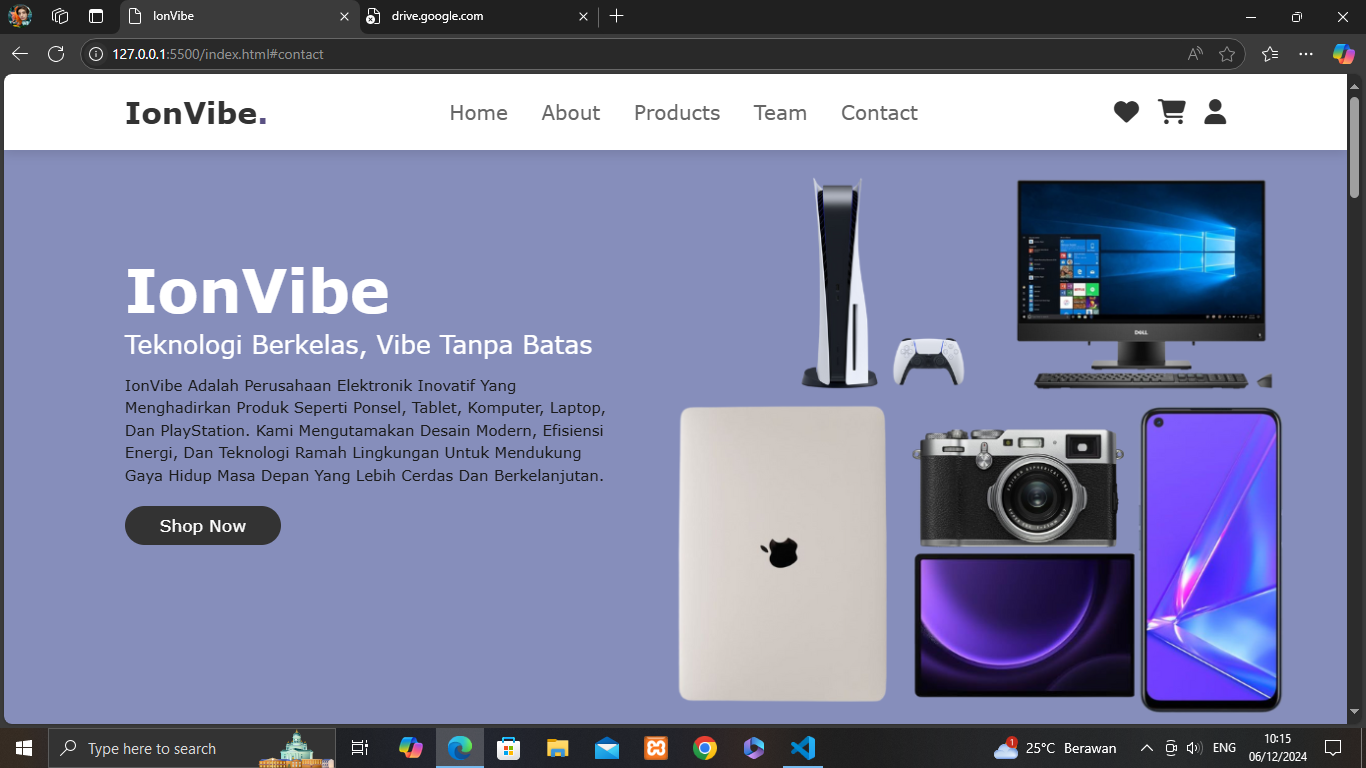 IonVibe
drive.google.com
127.0.0.1:5500/index.html#contact
IonVibe.
Home
About
Products
Team
Contact
IonVibe
Teknologi Berkelas, Vibe Tanpa Batas
IonVibe Adalah Perusahaan Elektronik Inovatif Yang
Menghadirkan Produk Seperti Ponsel, Tablet, Komputer, Laptop,
Dan PlayStation. Kami Mengutamakan Desain Modern, Efisiensi
Energi, Dan Teknologi Ramah Lingkungan Untuk Mendukung
Gaya Hidup Masa Depan Yang Lebih Cerdas Dan Berkelanjutan.
Shop Now
DELL
Type here to search
1
25°C Berawan
ENG
10:15
06/12/2024